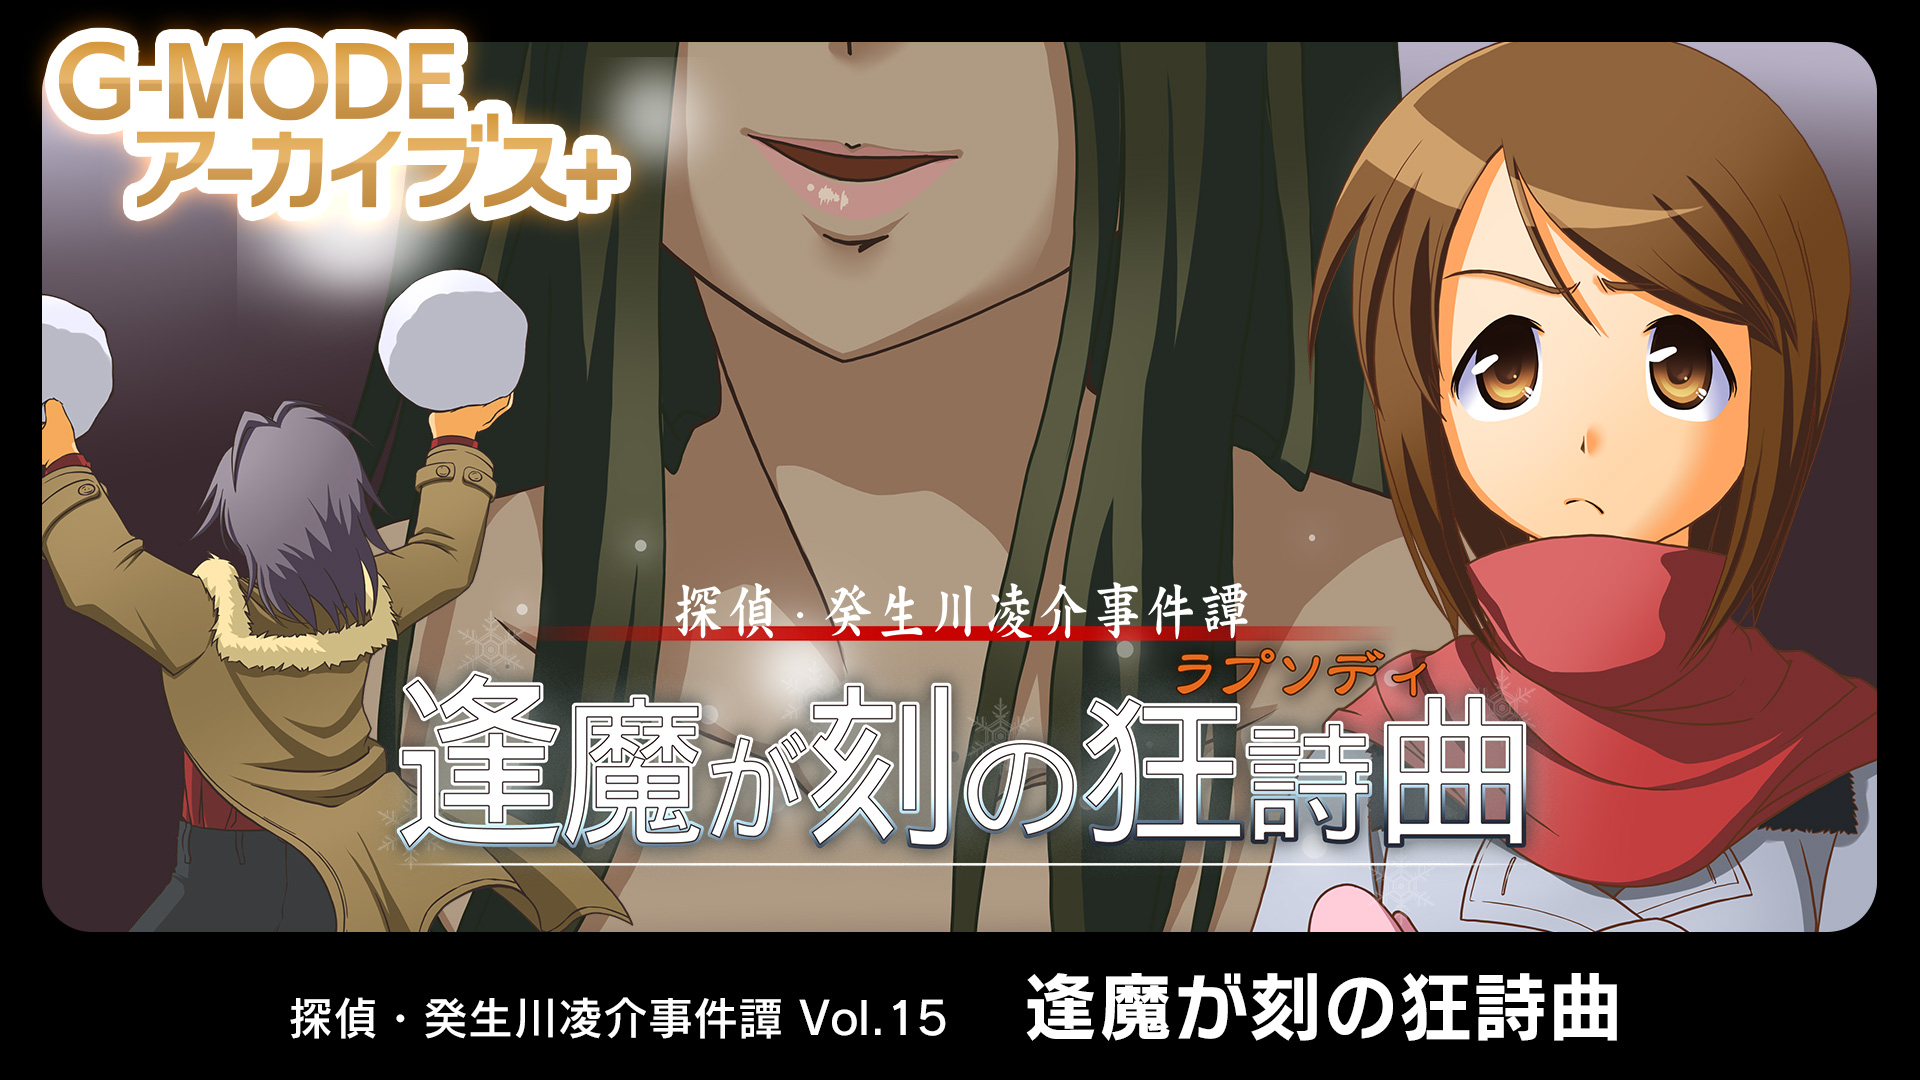 G-MODE
アーカイブス+
探偵・癸生川凌介事件譚
ラプソディ
逢魔が刻の狂詩曲
探偵・癸生川凌介事件譚 Vol.15 逢魔が刻の狂詩曲